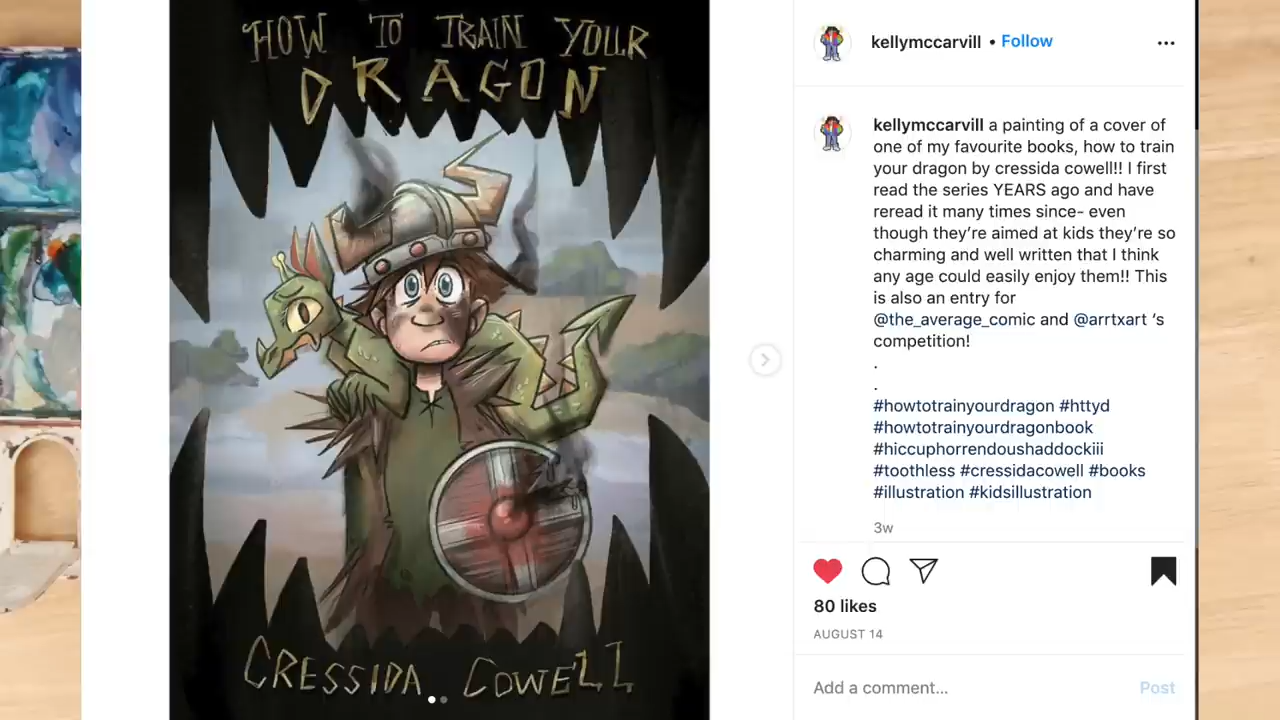 HOW TO TRAIN YOUR
DRAGON
CRESSIDA COWELL
kellymccarvill • Follow
kellymccarvill a painting of a cover of
one of my favourite books, how to train
your dragon by cressida cowell!! I first
read the series YEARS ago and have
reread it many times since- even
though they're aimed at kids they're so
charming and well written that I think
any age could easily enjoy them!! This
is also an entry for
@the_average_comic and @arrtxart 's
competition!
.
.
#howtotrainyourdragon #httyd
#howtotrainyourdragonbook
#hiccuphorrendoushaddockiii
#toothless #cressidacowell #books
#illustration #kidsillustration
3w
80 likes
AUGUST 14
Add a comment...
Post